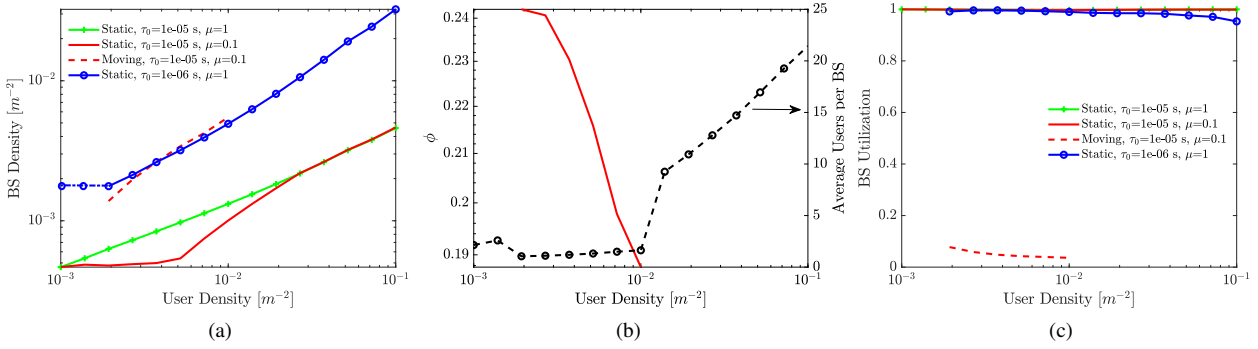 BS Density [m⁻²]
10⁻²
10⁻³
Static, τ₀=1e-05 s, μ=1
Static, τ₀=1e-05 s, μ=0.1
Moving, τ₀=1e-05 s, μ=0.1
Static, τ₀=1e-06 s, μ=1
10⁻³ 10⁻² 10⁻¹
User Density [m⁻²]
(a)
ϕ
0.24
0.23
0.22
0.21
0.2
0.19
10⁻³ 10⁻² 10⁻¹
User Density [m⁻²]
25
20
15
10
5
0
Average Users per BS
(b)
BS Utilization
1
0.8
0.6
0.4
0.2
0
Static, τ₀=1e-05 s, μ=1
Static, τ₀=1e-05 s, μ=0.1
Moving, τ₀=1e-05 s, μ=0.1
Static, τ₀=1e-06 s, μ=1
10⁻³ 10⁻² 10⁻¹
User Density [m⁻²]
(c)